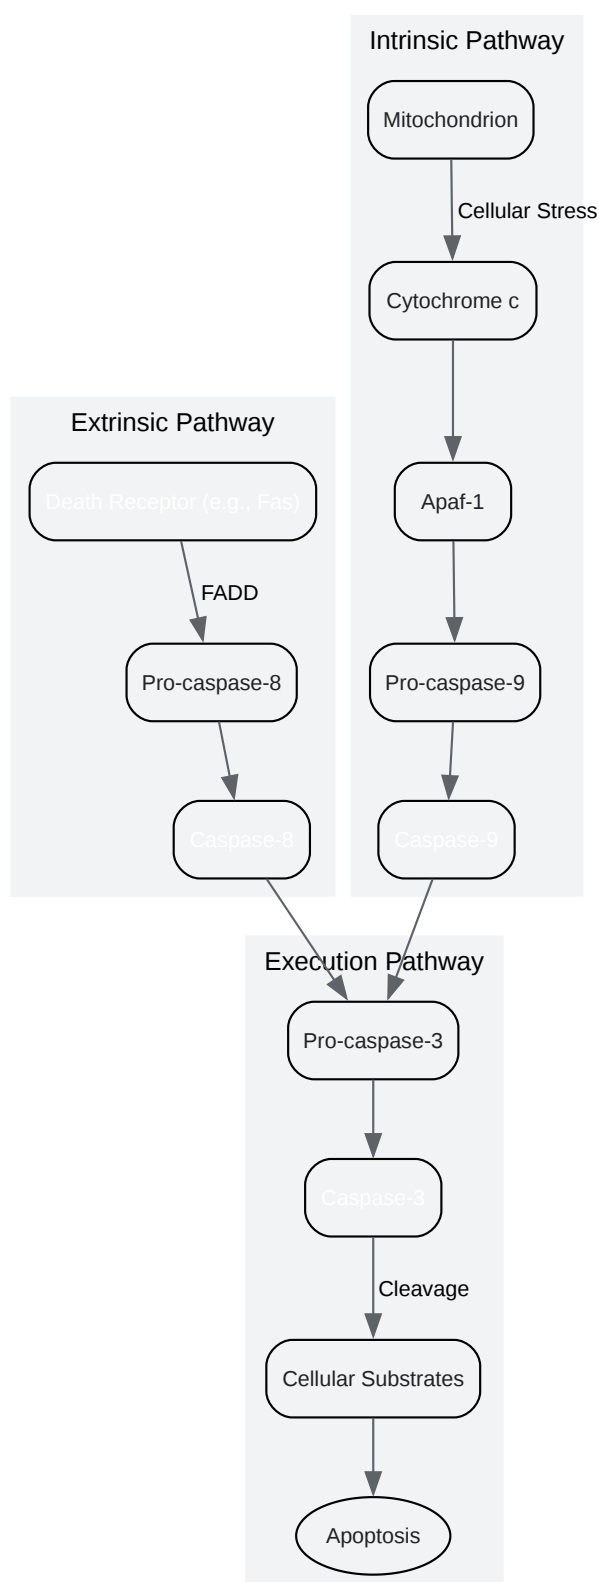 Intrinsic Pathway
Mitochondrion
Cellular Stress
Cytochrome c
Extrinsic Pathway
Death Receptor (e.g., Fas)
Apaf-1
FADD
Pro-caspase-8
Pro-caspase-9
Caspase-8
Caspase-9
Execution Pathway
Pro-caspase-3
Caspase-3
Cleavage
Cellular Substrates
Apoptosis